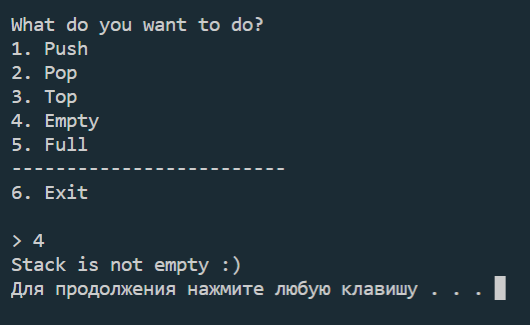 What do you want to do?
1. Push
2. Pop
3. Top
4. Empty
5. Full
-------------------------
6. Exit
> 4
Stack is not empty :)
Для продолжения нажмите любую клавишу . . .